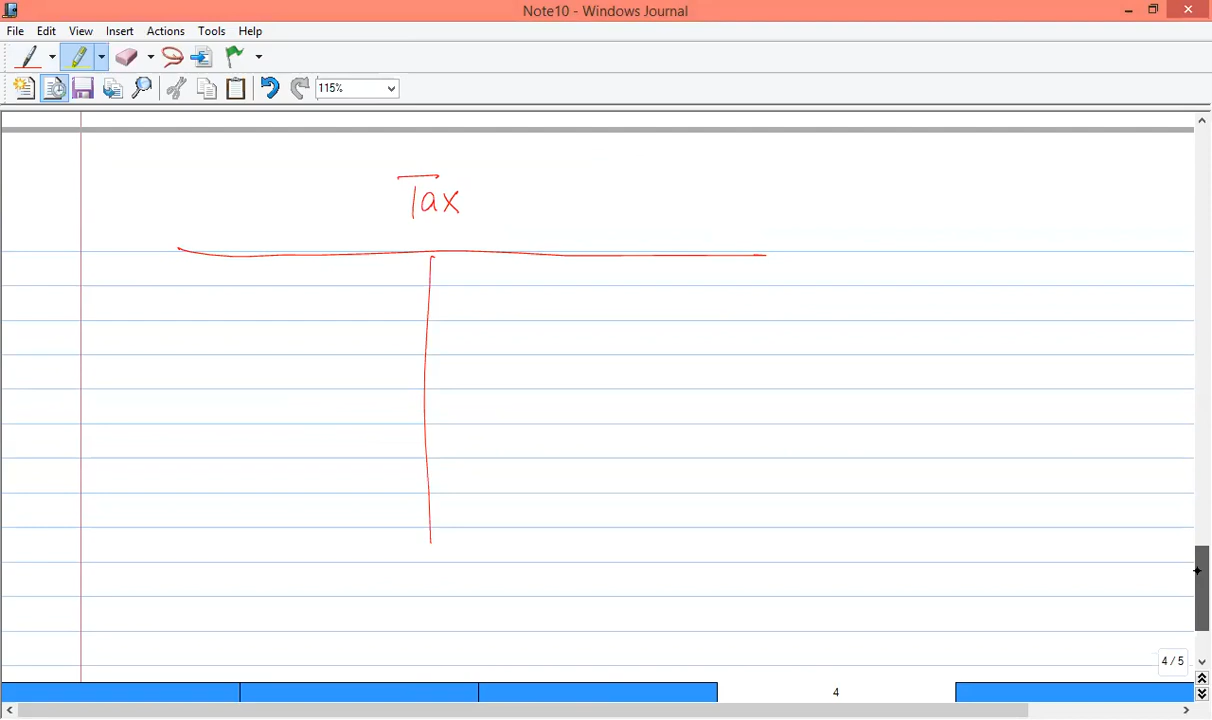 Note10 - Windows Journal
File Edit View Insert Actions Tools Help
115%
Tax
4 / 5
4